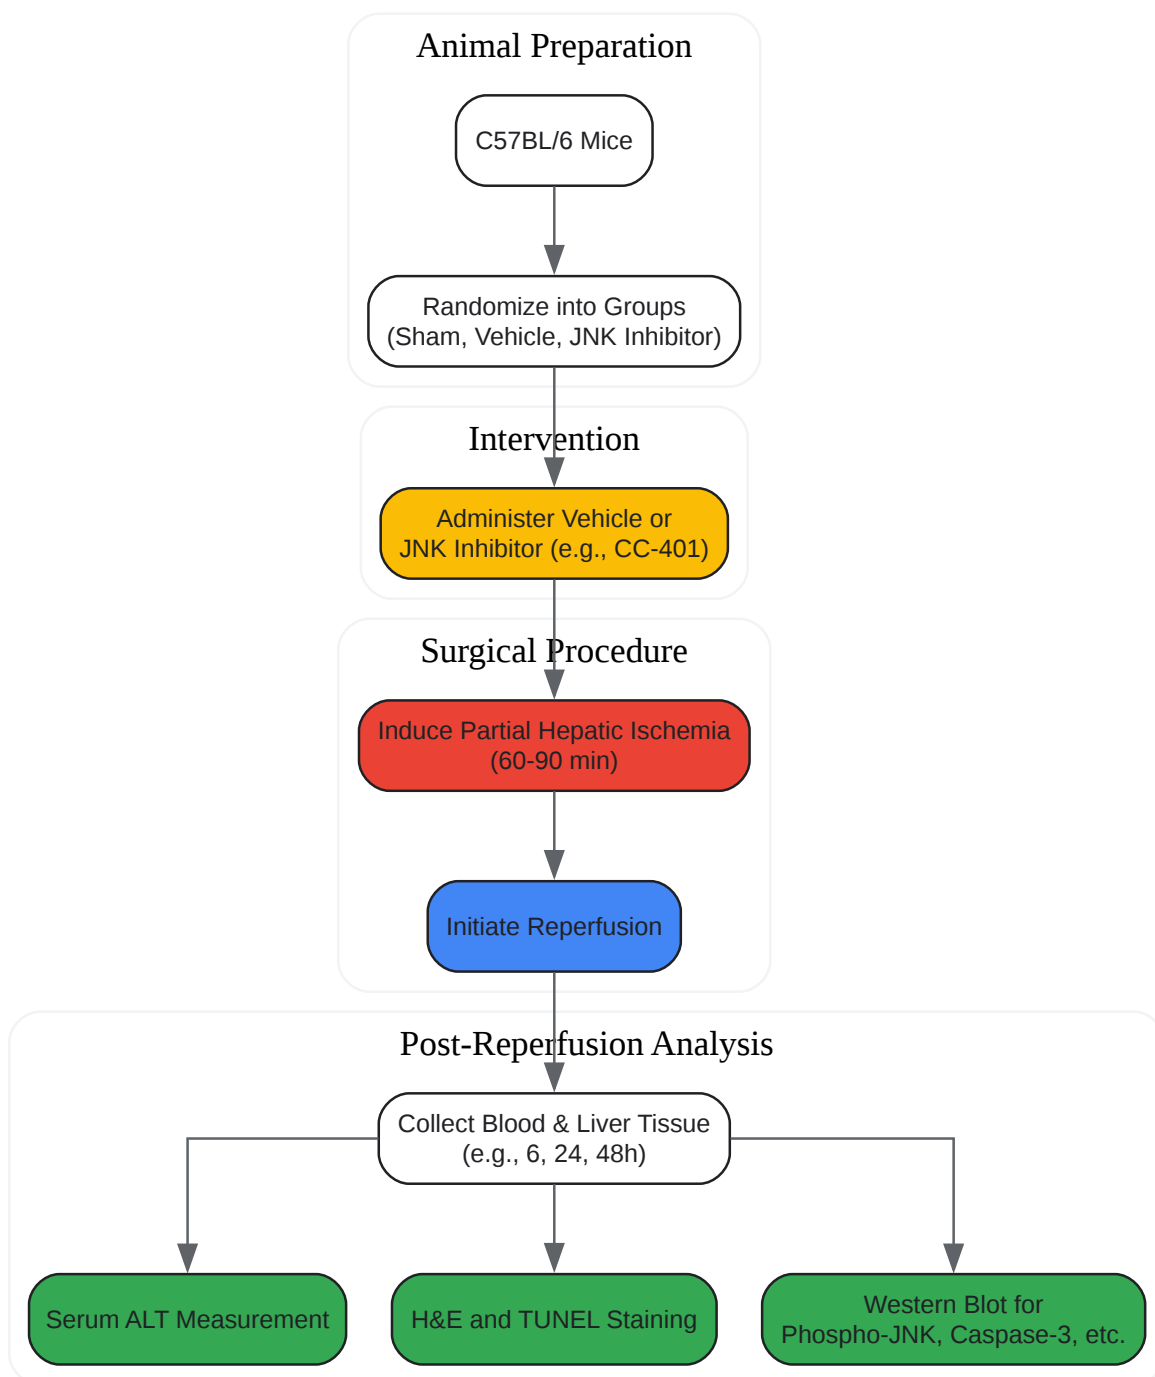 Animal Preparation
C57BL/6 Mice
Randomize into Groups
(Sham, Vehicle, JNK Inhibitor)
Intervention
Administer Vehicle or
JNK Inhibitor (e.g., CC-401)
Surgical Procedure
Induce Partial Hepatic Ischemia
(60-90 min)
Initiate Reperfusion
Post-Reperfusion Analysis
Collect Blood & Liver Tissue
(e.g., 6, 24, 48h)
Serum ALT Measurement
H&E and TUNEL Staining
Western Blot for
Phospho-JNK, Caspase-3, etc.